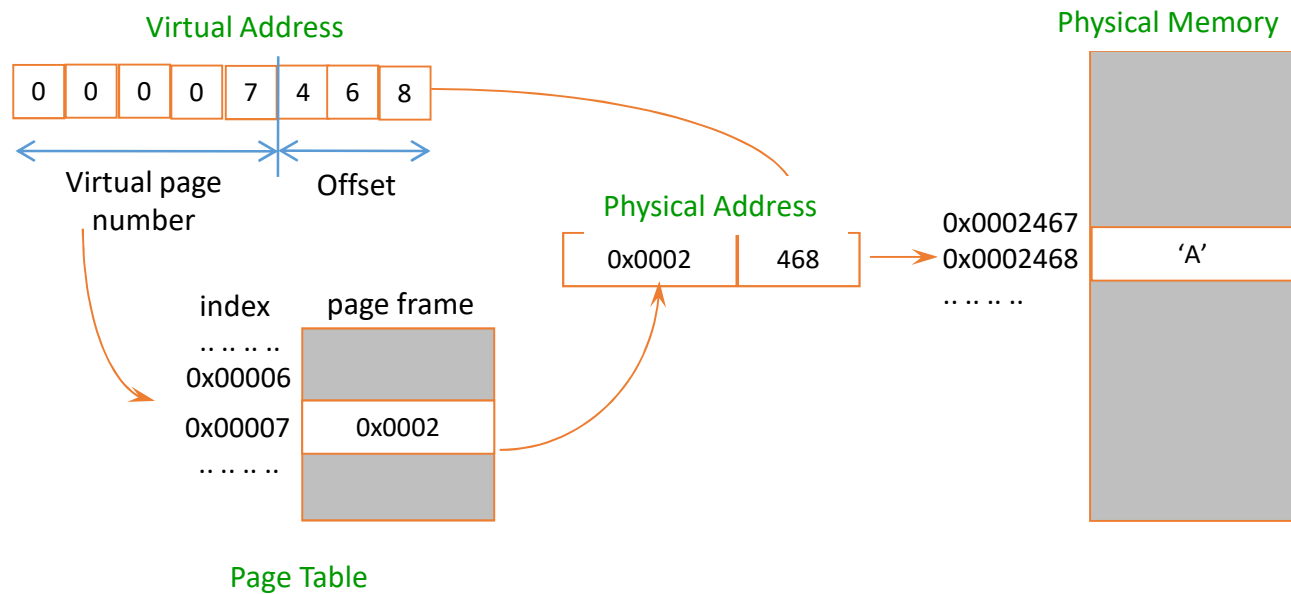 Virtual Address
0 0 0 0 7 4 6 8
Virtual page
number
Offset
index
page frame
.. .. .. ..
0x00006
0x00007
0x0002
.. .. .. ..
Page Table
Physical Address
0x0002
468
Physical Memory
0x0002467
0x0002468
‘A’
.. .. .. ..